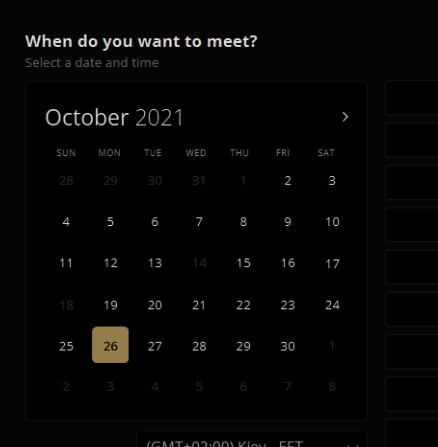 When do you want to meet?
Select a date and time
October 2021
SUN MON TUE WED THU FRI SAT
28 29 30 31 1 2 3
4 5 6 7 8 9 10
11 12 13 14 15 16 17
18 19 20 21 22 23 24
25 26 27 28 29 30 1
2 3 4 5 6 7 8
(GMT+02:00) Kiev - EET